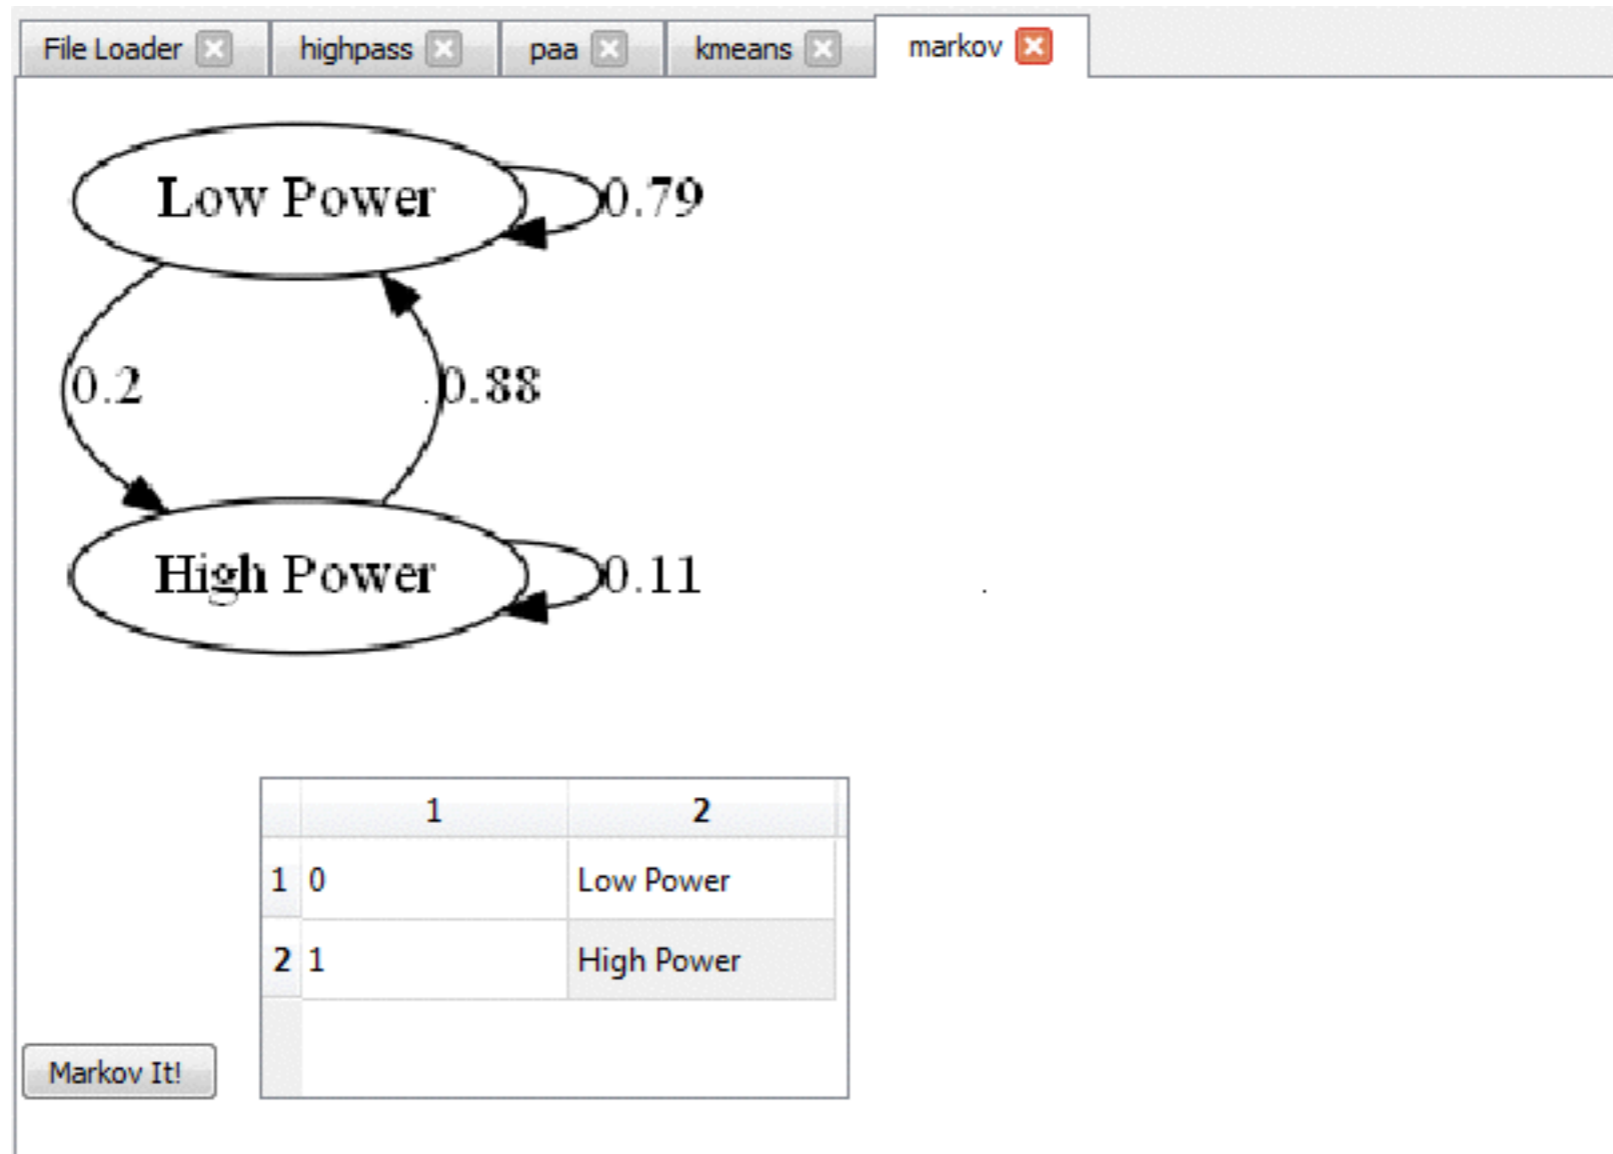 File Loader highpass paa kmeans markov
Low Power 0.79
0.2 0.88
High Power 0.11
1 2
1 0 Low Power
2 1 High Power
Markov It!